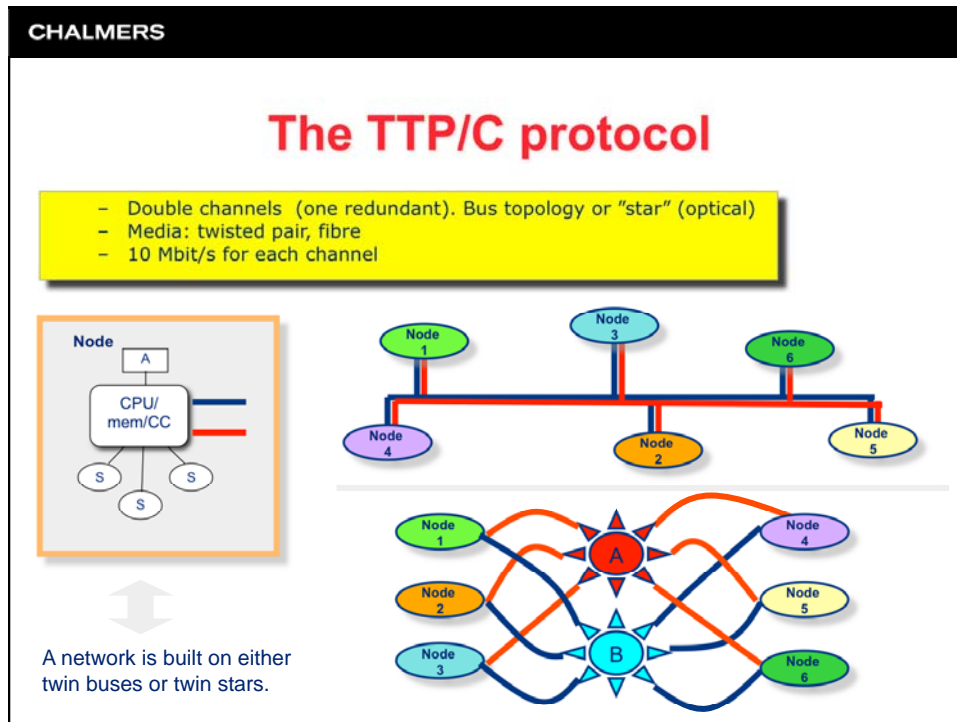 CHALMERS
The TTP/C protocol
– Double channels (one redundant). Bus topology or ”star” (optical)
– Media: twisted pair, fibre
– 10 Mbit/s for each channel
Node
A
CPU/
mem/CC
S
S
S
A network is built on either
twin buses or twin stars.
Node
1
Node
3
Node
6
Node
4
Node
2
Node
5
Node
1
Node
2
Node
3
A
B
Node
4
Node
5
Node
6